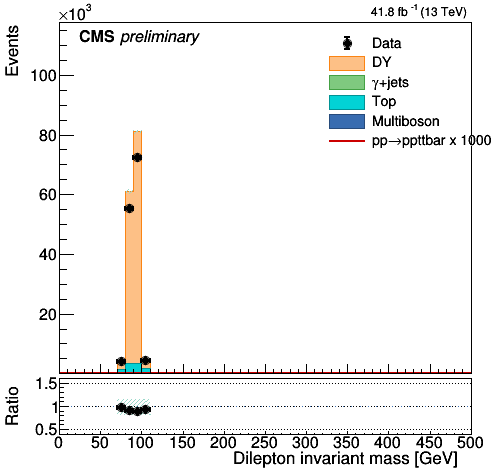 ×10³
41.8 fb⁻¹ (13 TeV)
CMS preliminary
Events
Data
DY
γ+jets
Top
Multiboson
pp→ppttbar x 1000
100
80
60
40
20
Ratio
1.5
1
0.5
0 50 100 150 200 250 300 350 400 450 500
Dilepton invariant mass [GeV]